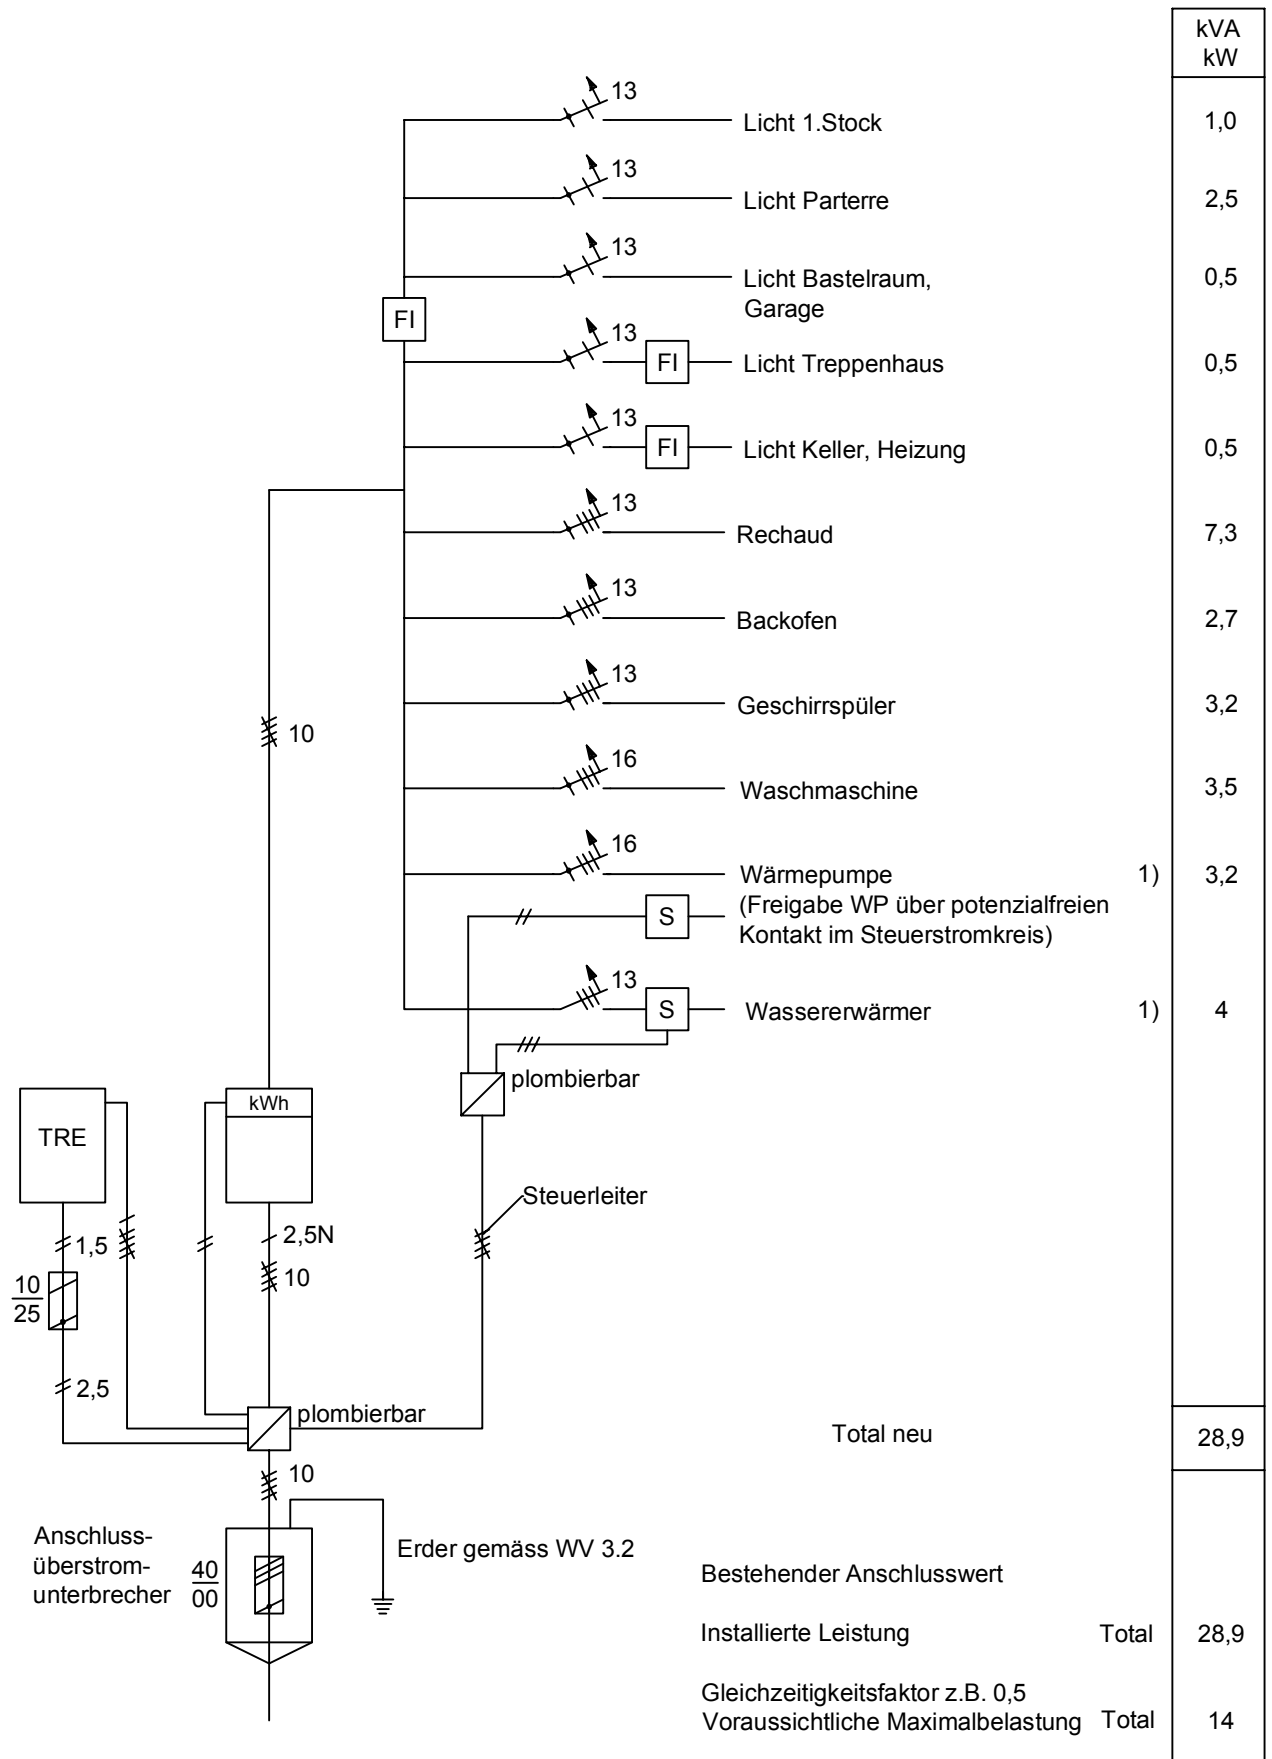 kVA
kW
13
Licht 1.Stock
1,0
13
Licht Parterre
2,5
13
Licht Bastelraum,
Garage
0,5
FI
13
FI
Licht Treppenhaus
0,5
13
FI
Licht Keller, Heizung
0,5
13
Rechaud
7,3
13
Backofen
2,7
13
Geschirrspüler
3,2
10
16
Waschmaschine
3,5
16
Wärmepumpe
1)
3,2
S
(Freigabe WP über potenzialfreien
Kontakt im Steuerstromkreis)
13
S
Wassererwärmer
1)
4
plombierbar
TRE
kWh
Steuerleiter
1,5
2,5N
10
10
25
2,5
plombierbar
Total neu
28,9
10
Anschluss-
überstrom-
unterbrecher
40
00
Erder gemäss WV 3.2
Bestehender Anschlusswert
Installierte Leistung
Total
28,9
Gleichzeitigkeitsfaktor z.B. 0,5
Voraussichtliche Maximalbelastung
Total
14